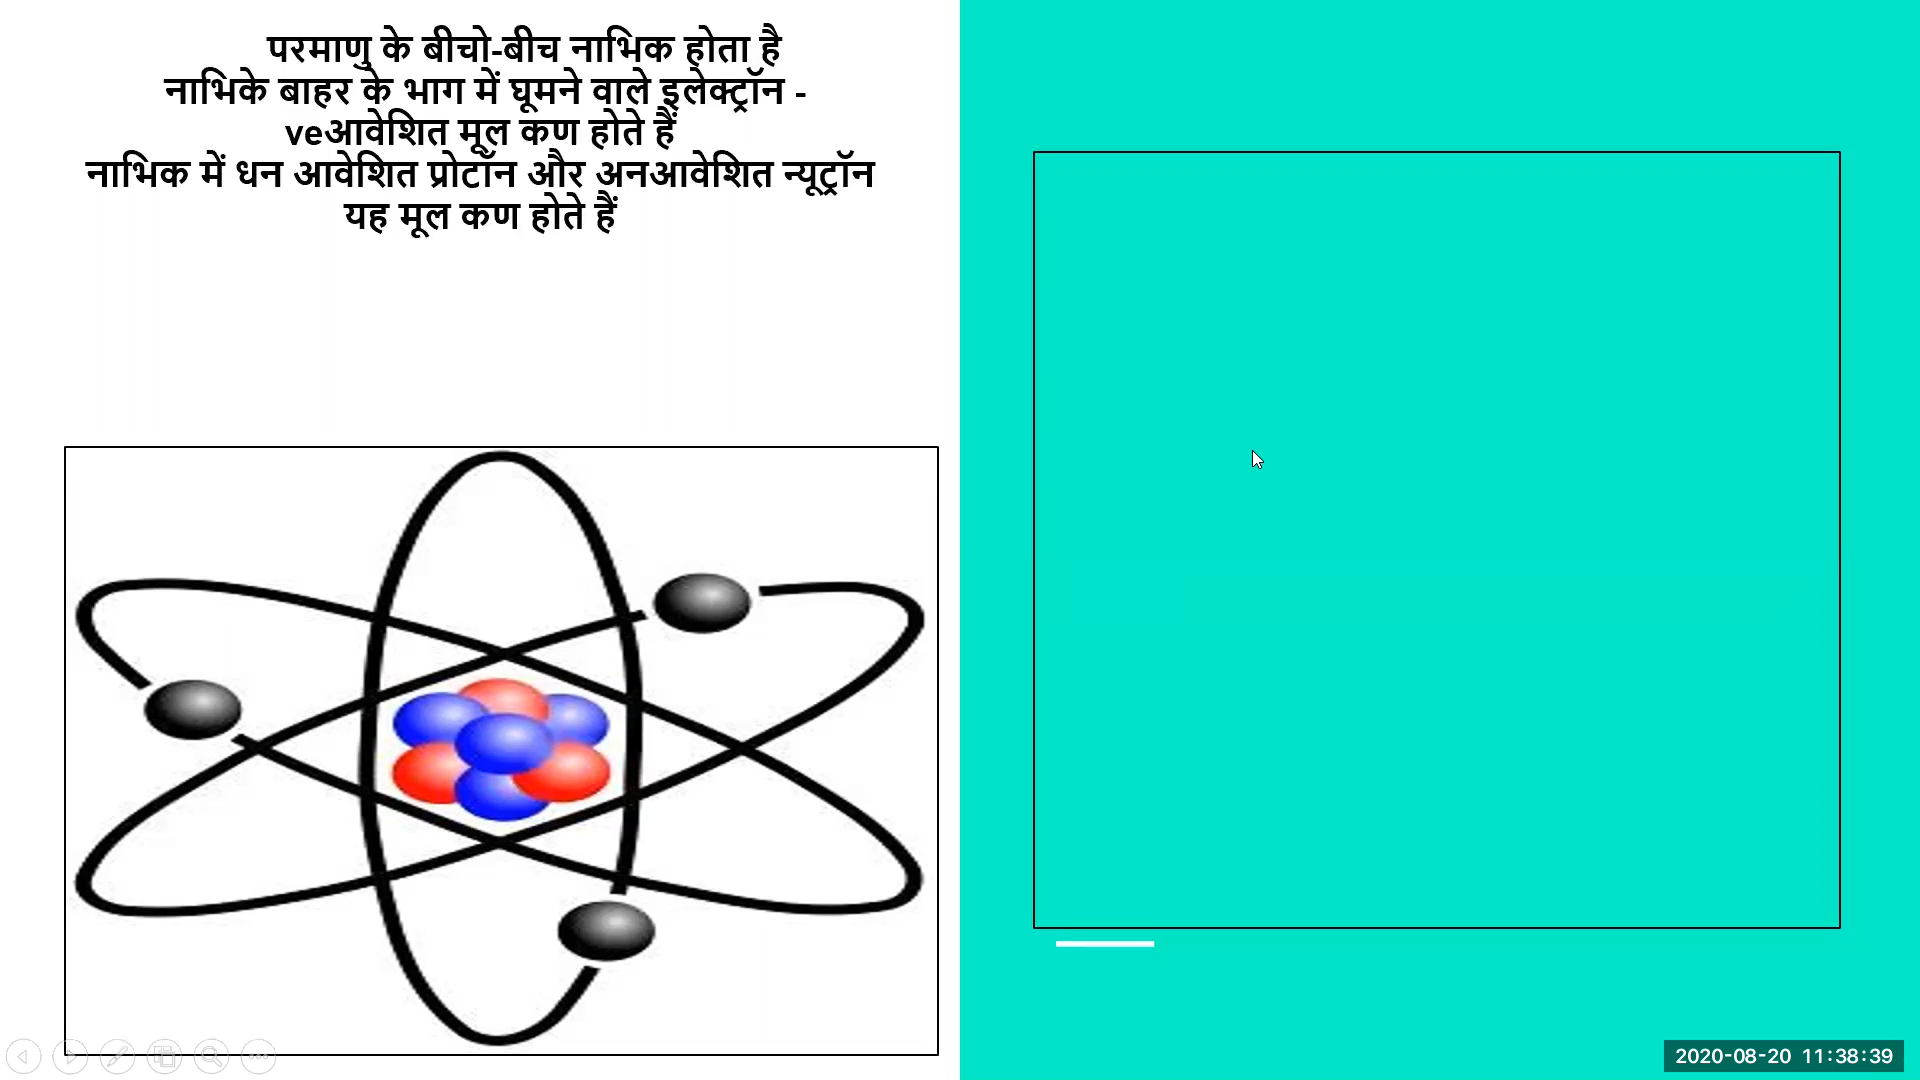 परमाणु के बीचो-बीच नाभिक होता है
नाभिके बाहर के भाग में घूमने वाले इलेक्ट्रॉन -
veआवेशित मूल कण होते हैं
नाभिक में धन आवेशित प्रोटॉन और अनआवेशित न्यूट्रॉन
यह मूल कण होते हैं
2020-08-20 11:38:39